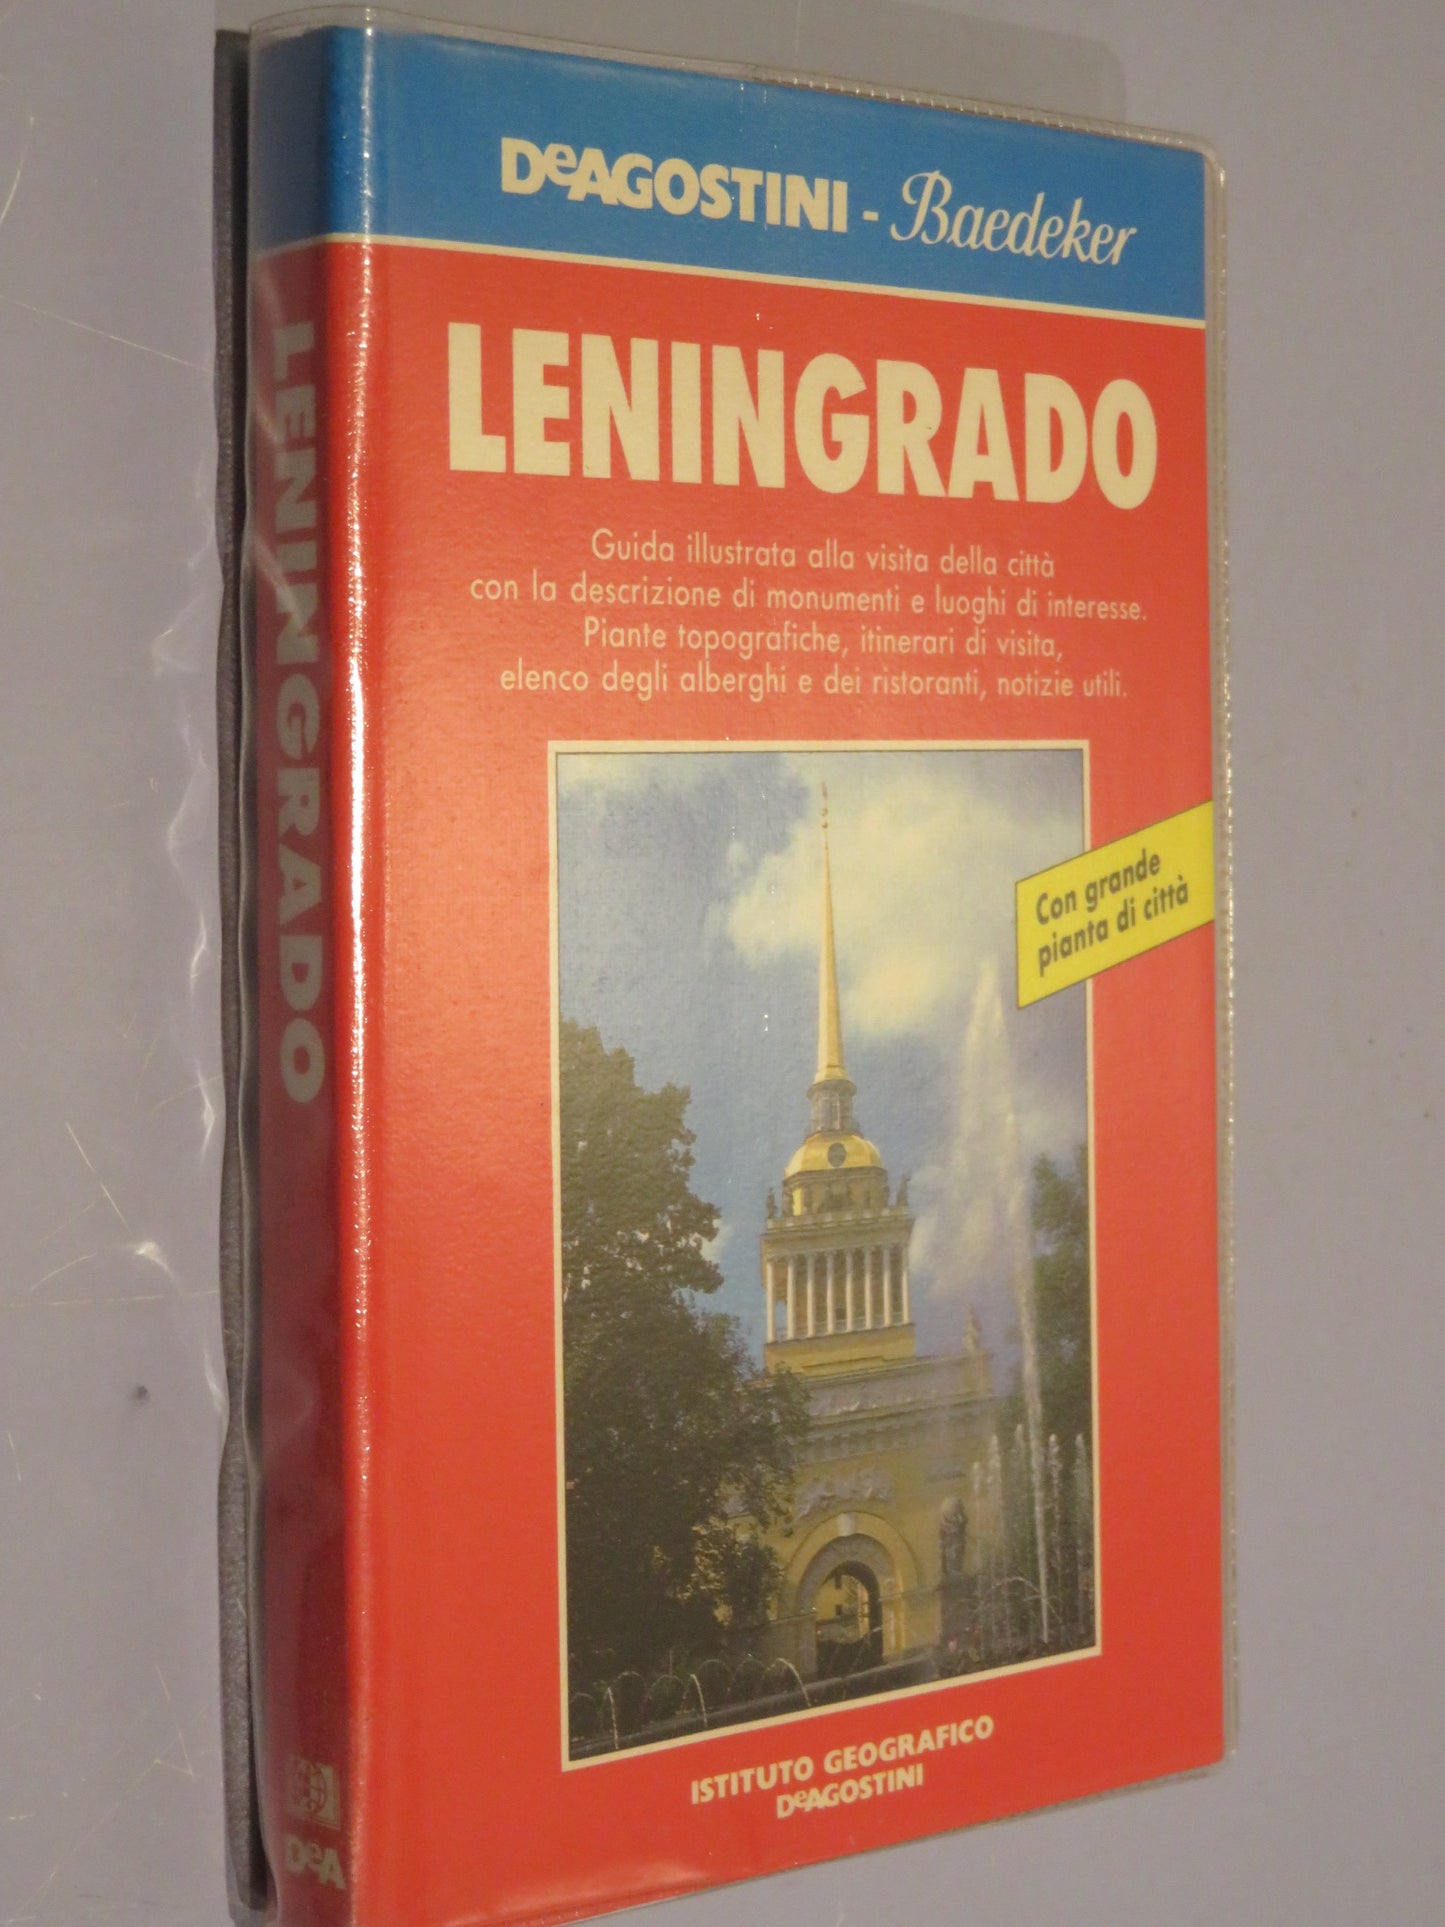 DeAGOSTINI - Baedeker
LENINGRADO
Guida illustrata alla visita della città
con la descrizione di monumenti e luoghi di interesse.
Piante topografiche, itinerari di visita,
elenco degli alberghi e dei ristoranti, notizie utili.
Con grande
pianta di città
ISTITUTO GEOGRAFICO
DeAGOSTINI
LENINGRADO
DeA